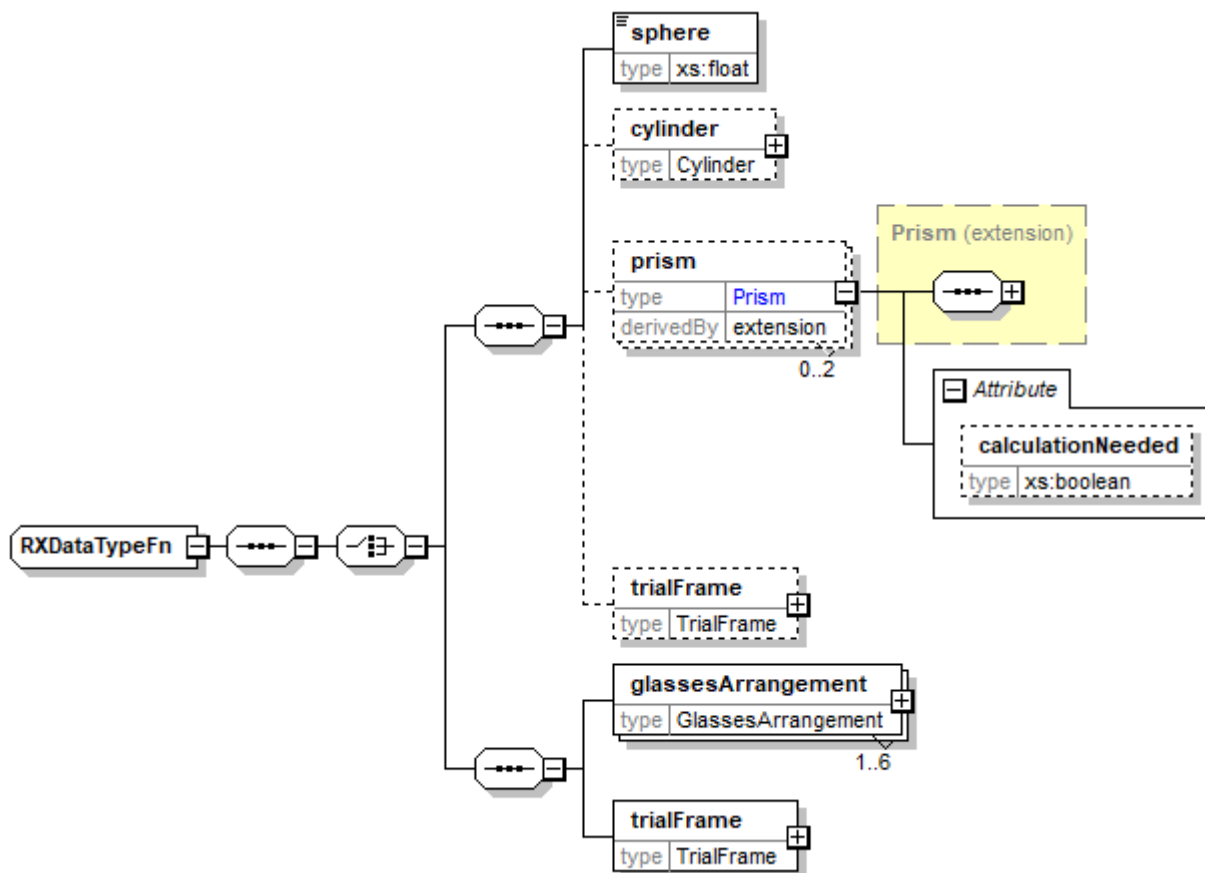 sphere
type xs:float
cylinder
type Cylinder
Prism (extension)
prism
type Prism
derivedBy extension
0..2
Attribute
calculationNeeded
type xs:boolean
RXDataTypeFn
trialFrame
type TrialFrame
glassesArrangement
type GlassesArrangement
1..6
trialFrame
type TrialFrame